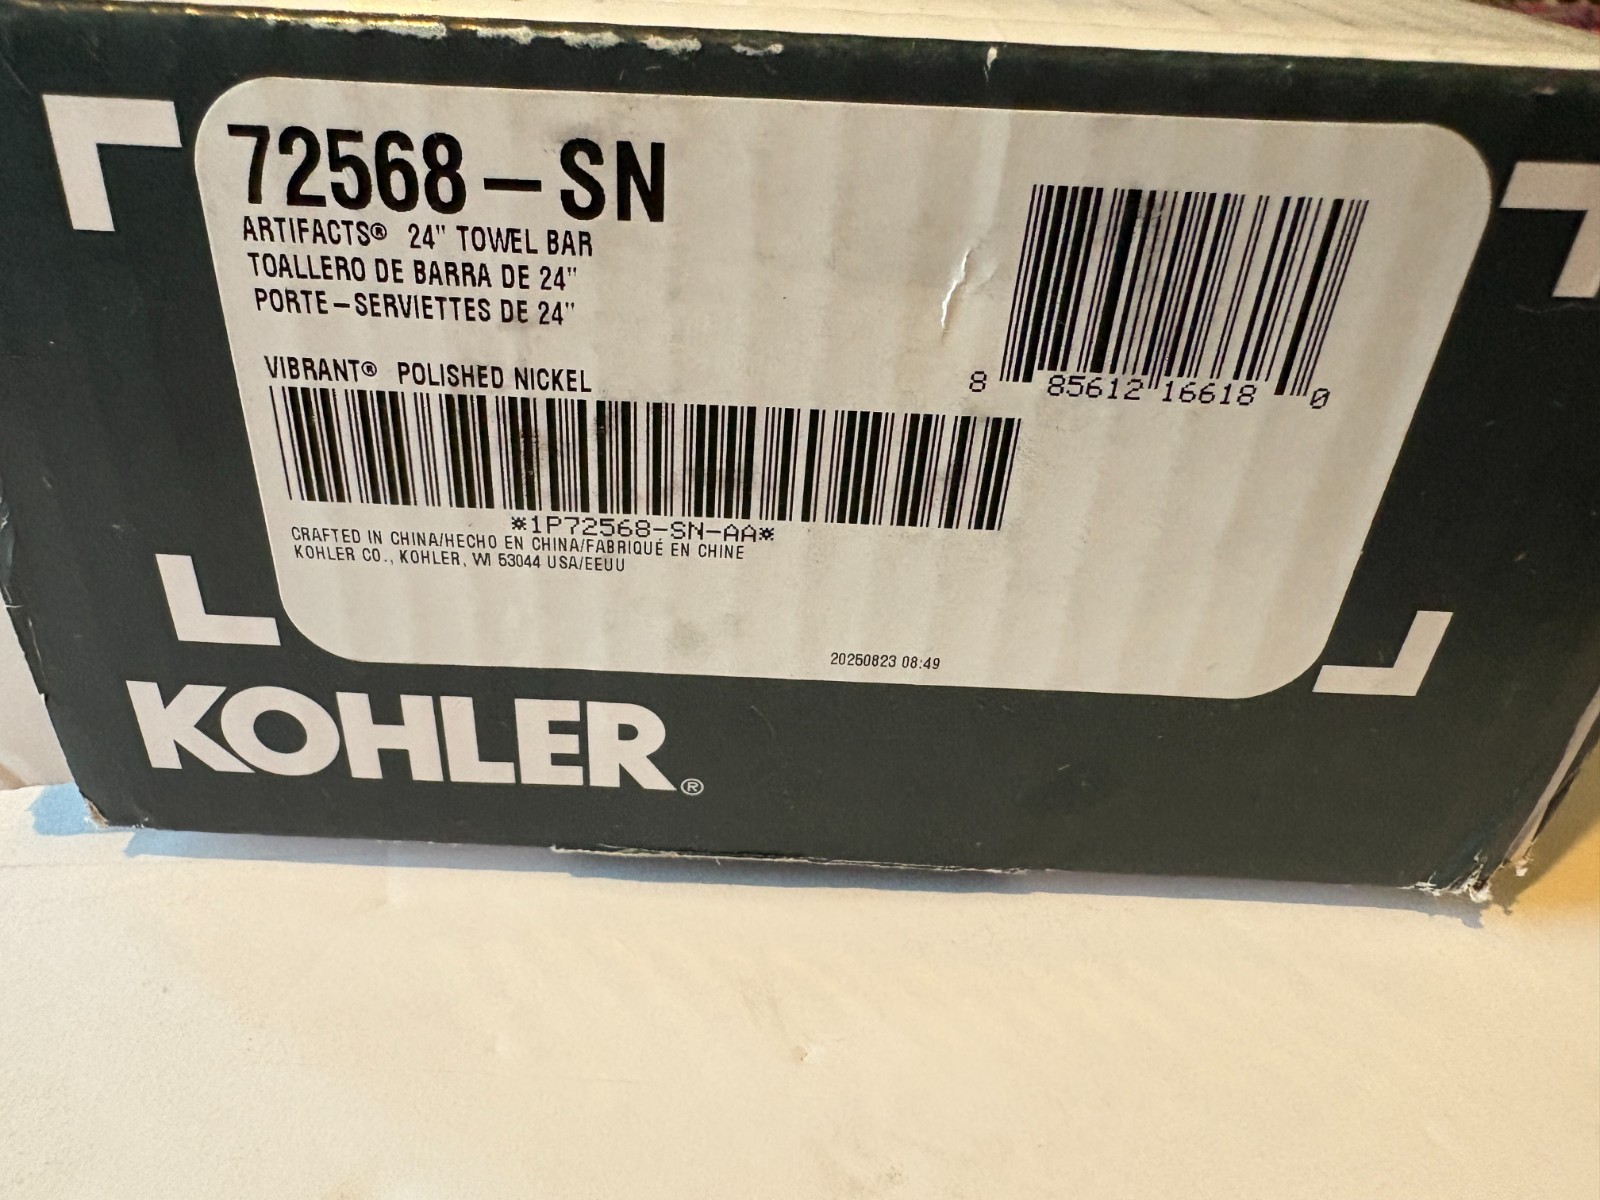 72568-SN
ARTIFACTS® 24" TOWEL BAR
TOALLERO DE BARRA DE 24"
PORTE-SERVIETTES DE 24"
VIBRANT® POLISHED NICKEL
8 85612 16618 0
*1P72568-SN-AA*
CRAFTED IN CHINA/HECHO EN CHINA/FABRIQUÉ EN CHINE
KOHLER CO., KOHLER, WI 53044 USA/EEUU
20250823 08:49
KOHLER®